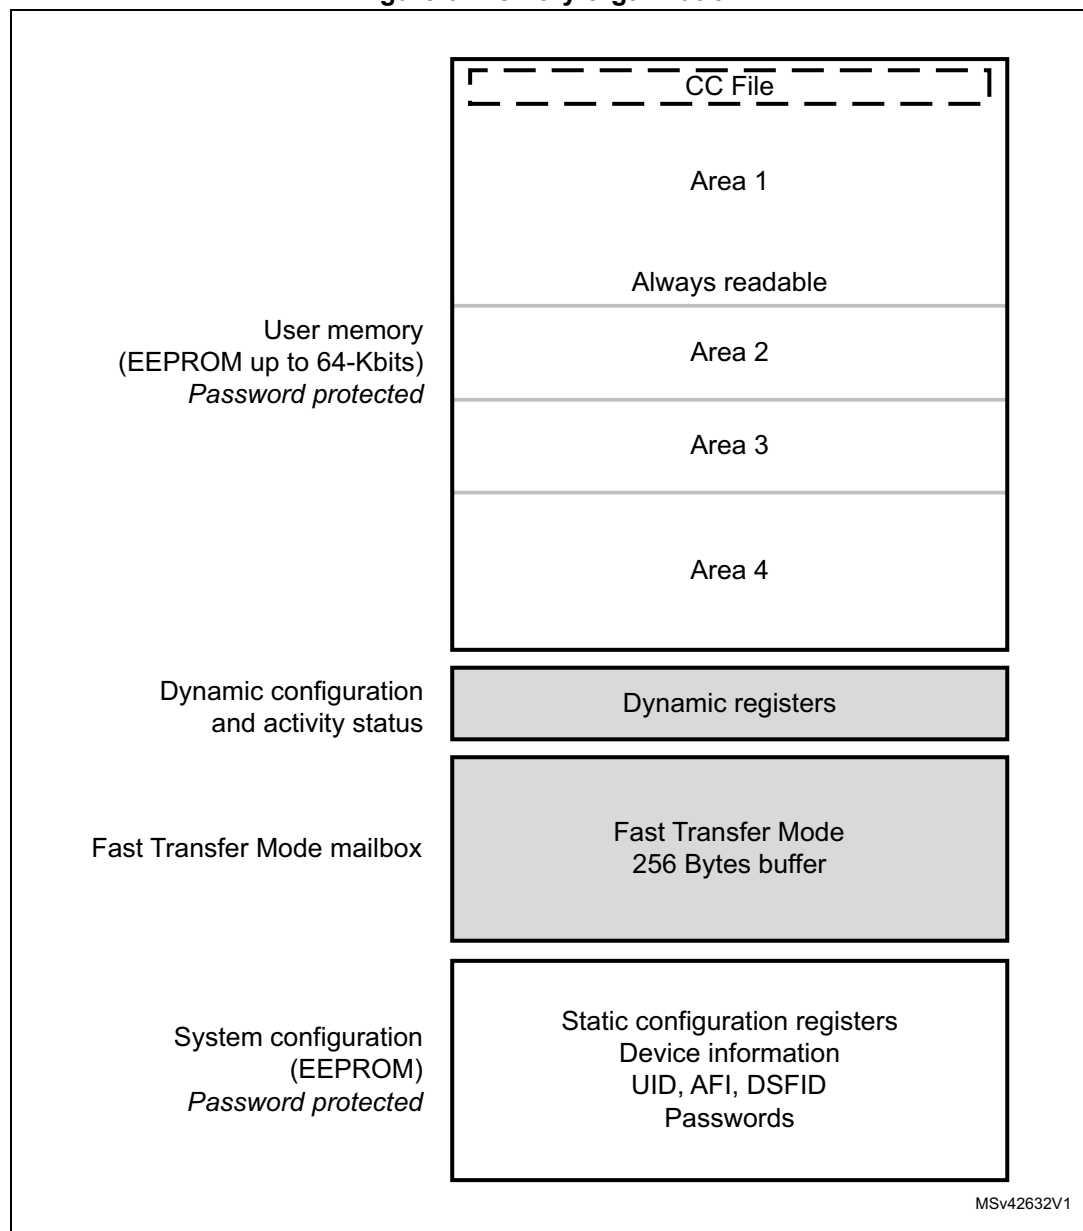 CC File
Area 1
Always readable
User memory
(EEPROM up to 64-Kbits)
Password protected
Area 2
Area 3
Area 4
Dynamic configuration
and activity status
Dynamic registers
Fast Transfer Mode mailbox
Fast Transfer Mode
256 Bytes buffer
System configuration
(EEPROM)
Password protected
Static configuration registers
Device information
UID, AFI, DSFID
Passwords
MSv42632V1